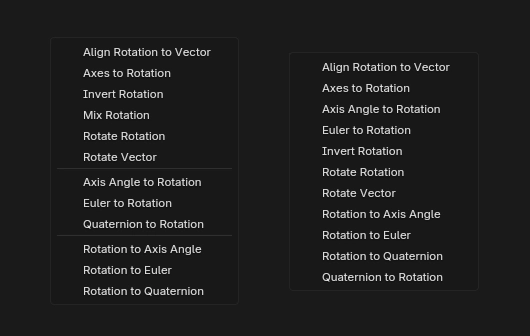 Align Rotation to Vector
Axes to Rotation
Invert Rotation
Mix Rotation
Rotate Rotation
Rotate Vector
Axis Angle to Rotation
Euler to Rotation
Quaternion to Rotation
Rotation to Axis Angle
Rotation to Euler
Rotation to Quaternion
Align Rotation to Vector
Axes to Rotation
Axis Angle to Rotation
Euler to Rotation
Invert Rotation
Rotate Rotation
Rotate Vector
Rotation to Axis Angle
Rotation to Euler
Rotation to Quaternion
Quaternion to Rotation